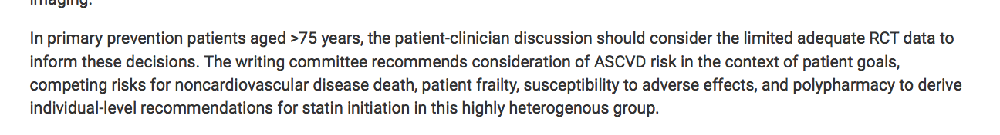 imaging.
In primary prevention patients aged >75 years, the patient-clinician discussion should consider the limited adequate RCT data to
inform these decisions. The writing committee recommends consideration of ASCVD risk in the context of patient goals,
competing risks for noncardiovascular disease death, patient frailty, susceptibility to adverse effects, and polypharmacy to derive
individual-level recommendations for statin initiation in this highly heterogenous group.